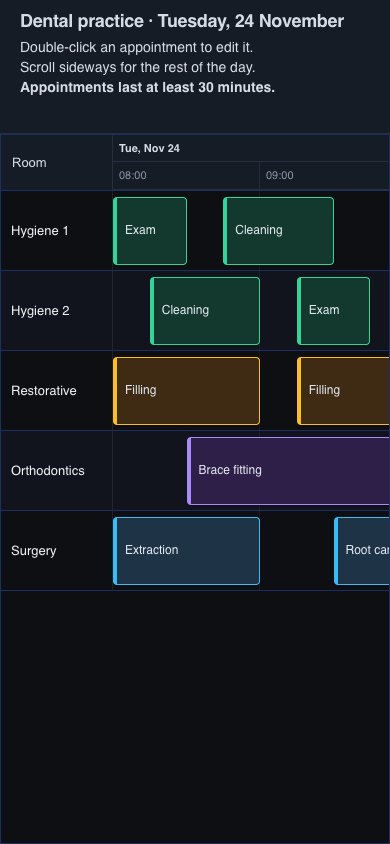 Dental practice · Tuesday, 24 November
Double-click an appointment to edit it.
Scroll sideways for the rest of the day.
Appointments last at least 30 minutes.
Room
Tue, Nov 24
08:00
09:00
Hygiene 1
Exam
Cleaning
Hygiene 2
Cleaning
Exam
Restorative
Filling
Filling
Orthodontics
Brace fitting
Surgery
Extraction
Root